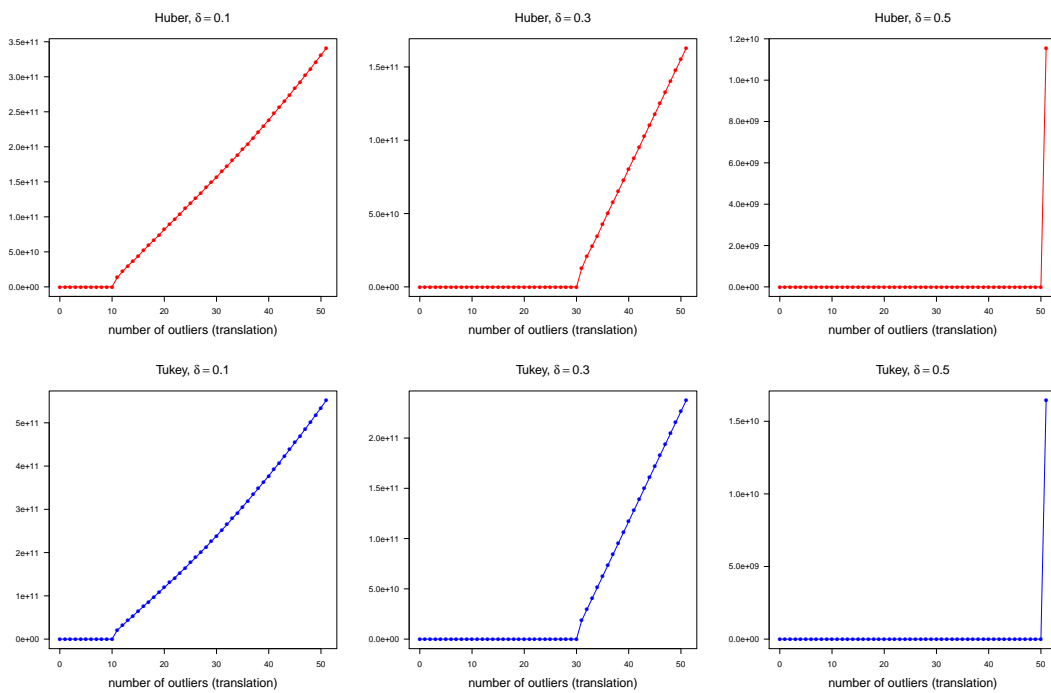 Huber, δ = 0.1
3.5e+11
3.0e+11
2.5e+11
2.0e+11
1.5e+11
1.0e+11
5.0e+10
0.0e+00
0 10 20 30 40 50
number of outliers (translation)
Huber, δ = 0.3
1.5e+11
1.0e+11
5.0e+10
0.0e+00
0 10 20 30 40 50
number of outliers (translation)
Huber, δ = 0.5
1.2e+10
1.0e+10
8.0e+09
6.0e+09
4.0e+09
2.0e+09
0.0e+00
0 10 20 30 40 50
number of outliers (translation)
Tukey, δ = 0.1
5e+11
4e+11
3e+11
2e+11
1e+11
0e+00
0 10 20 30 40 50
number of outliers (translation)
Tukey, δ = 0.3
2.0e+11
1.5e+11
1.0e+11
5.0e+10
0.0e+00
0 10 20 30 40 50
number of outliers (translation)
Tukey, δ = 0.5
1.5e+10
1.0e+10
5.0e+09
0.0e+00
0 10 20 30 40 50
number of outliers (translation)